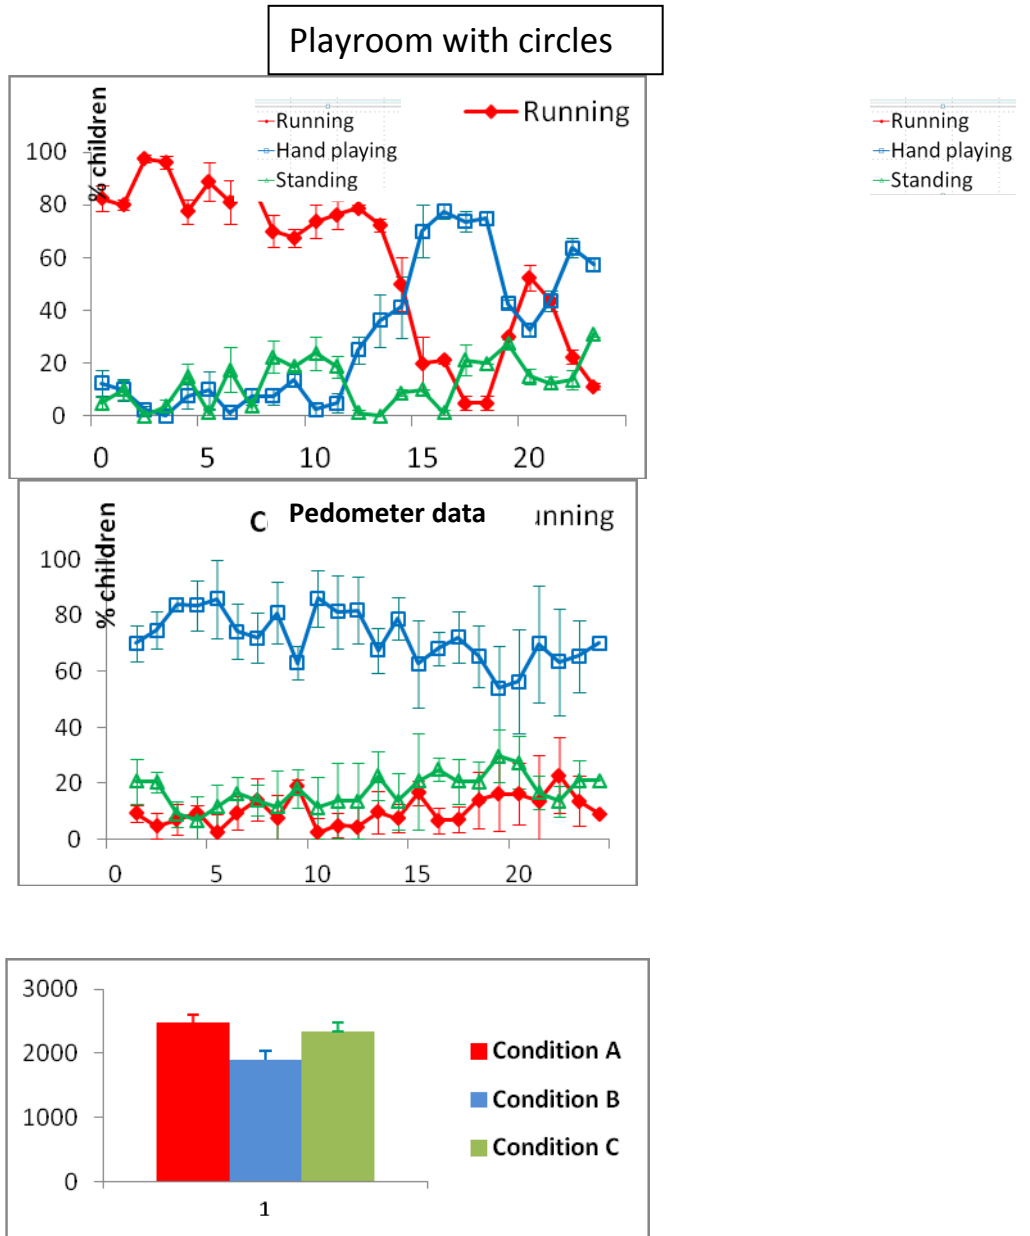 Playroom with circles
% children
Running
Running
Hand playing
Standing
Running
Hand playing
Standing
100
80
60
40
20
0
0 5 10 15 20
Pedometer data
% children
100
80
60
40
20
0
0 5 10 15 20
3000
2000
1000
0
1
Condition A
Condition B
Condition C